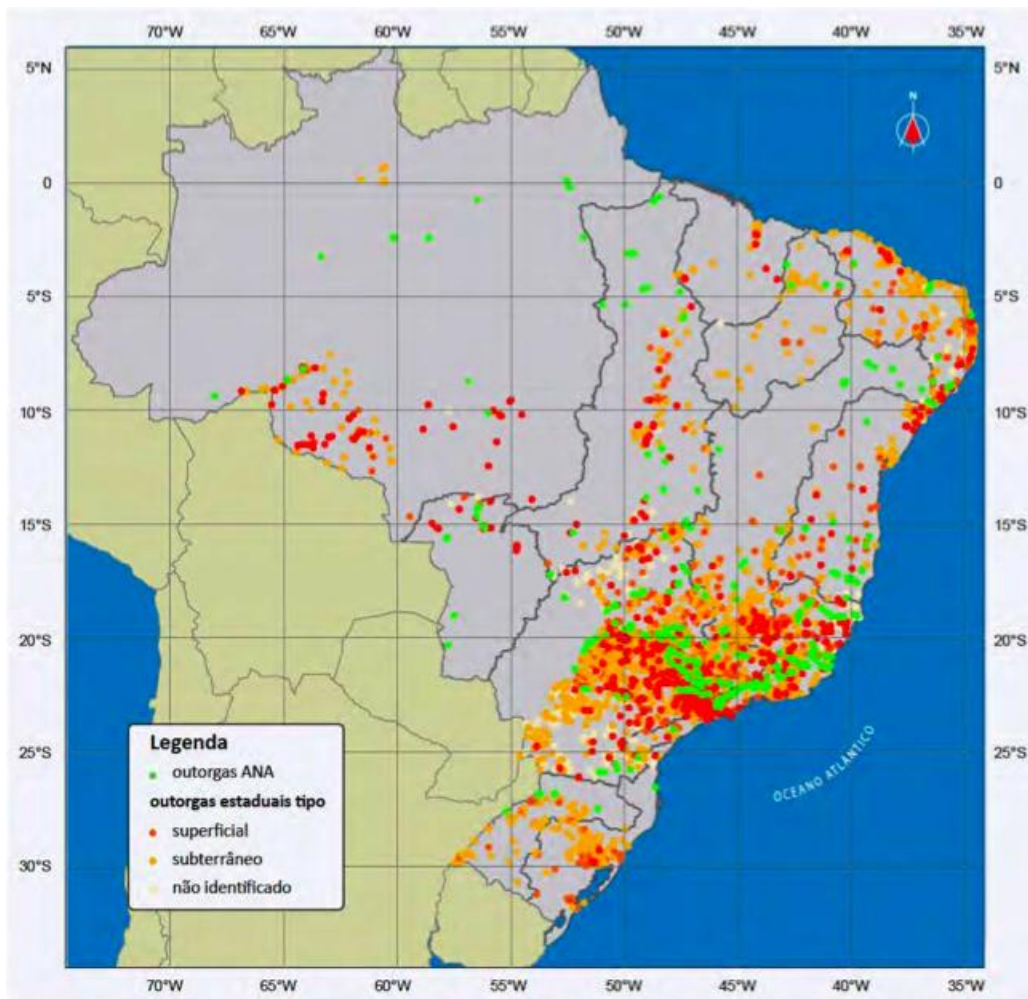 70°W 65°W 60°W 55°W 50°W 45°W 40°W 35°W
5°N 5°N
N
0 0
5°S 5°S
10°S 10°S
15°S 15°S
20°S 20°S
25°S 25°S
30°S 30°S
OCEANO ATLÂNTICO
Legenda
outorgas ANA
outorgas estaduais tipo
superficial
subterrâneo
não identificado
70°W 65°W 60°W 55°W 50°W 45°W 40°W 35°W